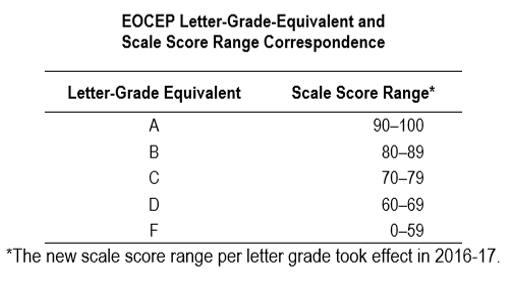 EOCEP Letter-Grade-Equivalent and
Scale Score Range Correspondence
Letter-Grade Equivalent Scale Score Range*
A 90–100
B 80–89
C 70–79
D 60–69
F 0–59
*The new scale score range per letter grade took effect in 2016-17.